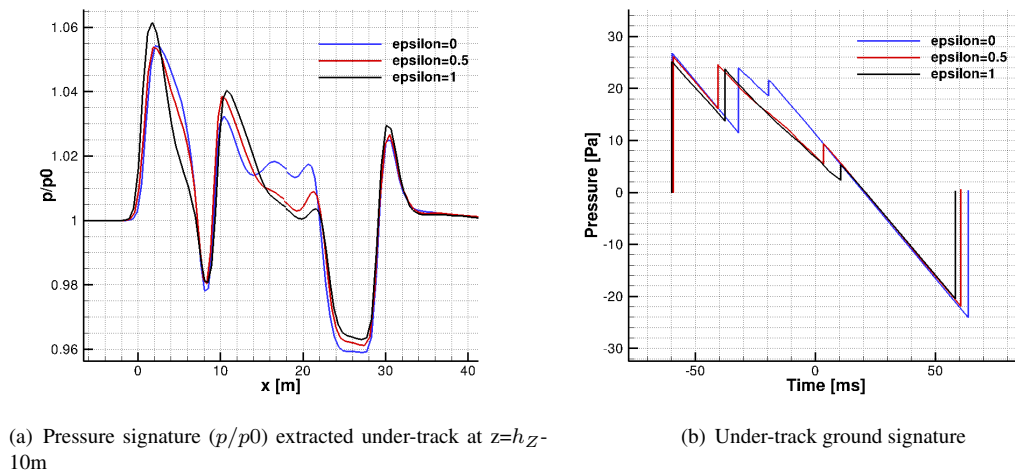 1.06
1.04
1.02
1
0.98
0.96
p/p0
epsilon=0
epsilon=0.5
epsilon=1
0 10 20 30 40
x [m]
30
20
10
0
-10
-20
-30
Pressure [Pa]
epsilon=0
epsilon=0.5
epsilon=1
-50 0 50
Time [ms]
(a) Pressure signature (p/p0) extracted under-track at z=hZ-
10m
(b) Under-track ground signature